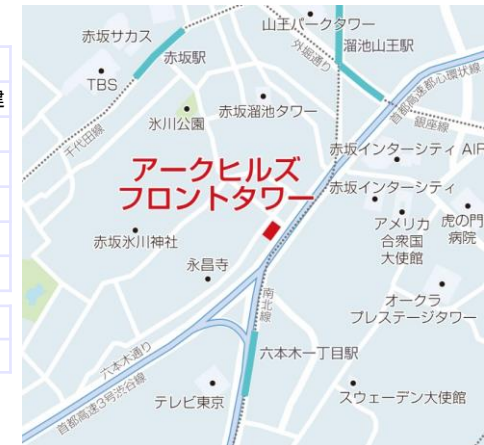 山王パークタワー
赤坂サカス
外堀通り
溜池山王駅
赤坂駅
首都高速都心環状線
TBS
建
氷川公園
赤坂溜池タワー
千代田線
銀座線
赤坂インターシティ AIR
アークヒルズ
フロントタワー
赤坂インターシティ
アメリカ
合衆国
大使館
虎の門
病院
赤坂氷川神社
永昌寺
南北線
オークラ
プレステージタワー
六本木通り
六本木一丁目駅
首都高速3号渋谷線
テレビ東京
スウェーデン大使館